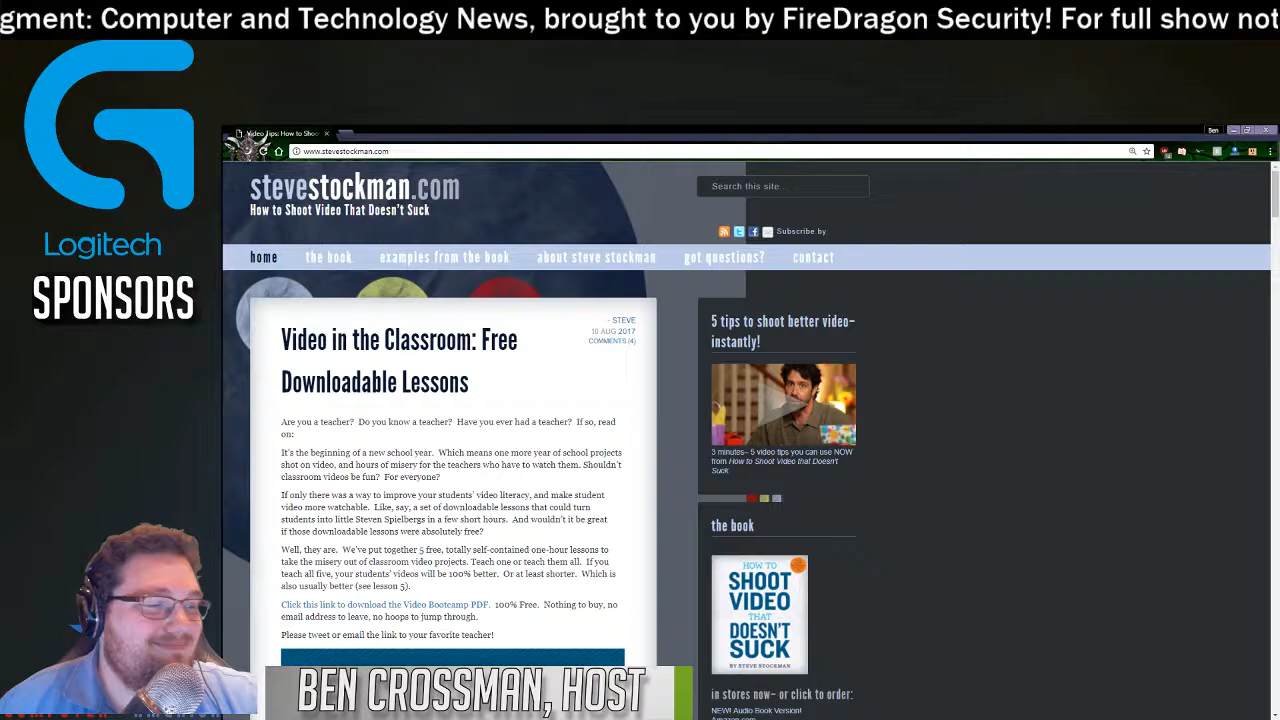 gment: Computer and Technology News, brought to you by FireDragon Security! For full show not
Logitech
SPONSORS
Video Tips: How to Shoo
Ben
www.stevestockman.com
stevestockman.com
How to Shoot Video That Doesn't Suck
Search this site...
Subscribe by
home the book examples from the book about steve stockman got questions? contact
Video in the Classroom: Free
Downloadable Lessons
- STEVE
10 AUG 2017
COMMENTS (4)
Are you a teacher? Do you know a teacher? Have you ever had a teacher? If so, read
on:
It's the beginning of a new school year. Which means one more year of school projects
shot on video, and hours of misery for the teachers who have to watch them. Shouldn't
classroom videos be fun? For everyone?
If only there was a way to improve your students' video literacy, and make student
video more watchable. Like, say, a set of downloadable lessons that could turn
students into little Steven Spielbergs in a few short hours. And wouldn't it be great
if those downloadable lessons were absolutely free?
Well, they are. We've put together 5 free, totally self-contained one-hour lessons to
take the misery out of classroom video projects. Teach one or teach them all. If you
teach all five, your students' videos will be 100% better. Or at least shorter. Which is
also usually better (see lesson 5).
Click this link to download the Video Bootcamp PDF. 100% Free. Nothing to buy, no
email address to leave, no hoops to jump through.
Please tweet or email the link to your favorite teacher!
5 tips to shoot better video–
instantly!
3 minutes– 5 video tips you can use NOW
from How to Shoot Video that Doesn't
Suck
the book
HOW TO
SHOOT
VIDEO
THAT
DOESN'T
SUCK
BY STEVE STOCKMAN
in stores now– or click to order:
NEW! Audio Book Version!
Amazon.com
BEN CROSSMAN, HOST